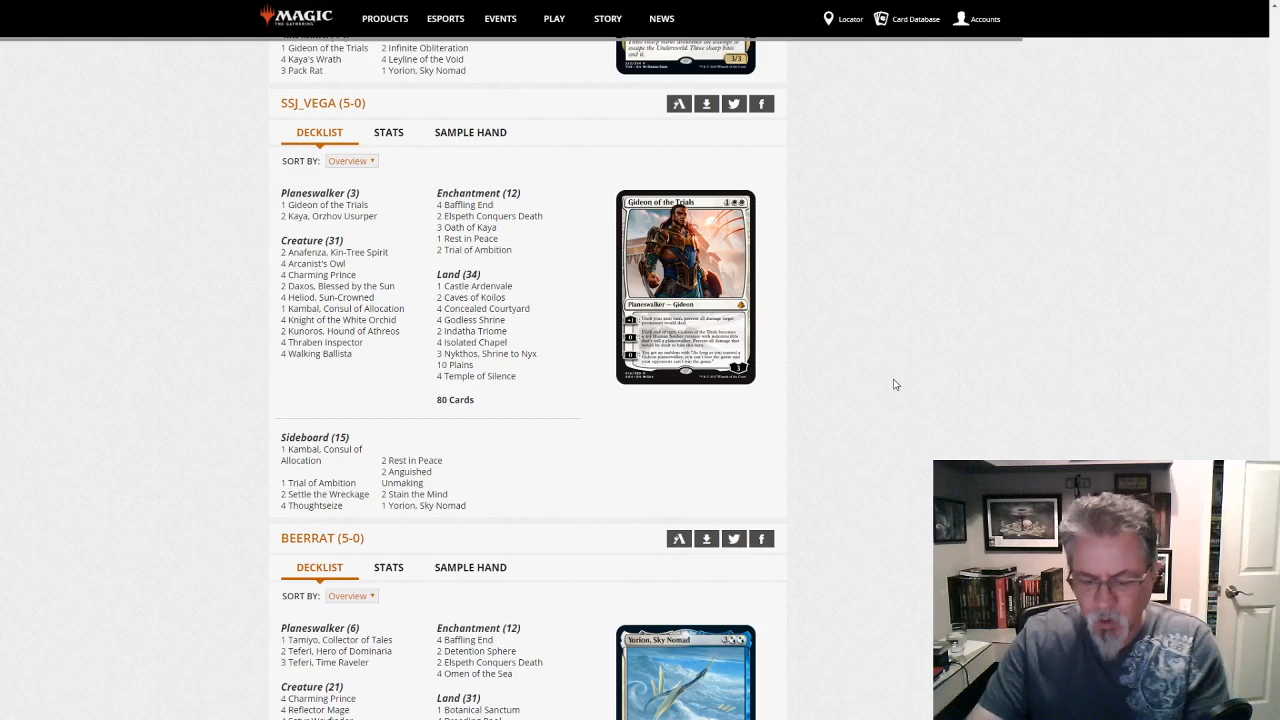 MAGIC
THE GATHERING
PRODUCTS
ESPORTS
EVENTS
PLAY
STORY
NEWS
Locator
Card Database
Accounts
1 Gideon of the Trials
4 Kaya's Wrath
3 Pack Rat
2 Infinite Obliteration
4 Leyline of the Void
1 Yorion, Sky Nomad
escape the Underworld. Three sharp bites
end it.
3/3
SSJ_VEGA (5-0)
DECKLIST
STATS
SAMPLE HAND
SORT BY: Overview
Planeswalker (3)
1 Gideon of the Trials
2 Kaya, Orzhov Usurper
Creature (31)
2 Anafenza, Kin-Tree Spirit
4 Arcanist's Owl
4 Charming Prince
2 Daxos, Blessed by the Sun
4 Heliod, Sun-Crowned
1 Kambal, Consul of Allocation
4 Knight of the White Orchid
2 Kunoros, Hound of Athreos
4 Thraben Inspector
4 Walking Ballista
Enchantment (12)
4 Baffling End
2 Elspeth Conquers Death
3 Oath of Kaya
1 Rest in Peace
2 Trial of Ambition
Land (34)
1 Castle Ardenvale
2 Caves of Koilos
4 Concealed Courtyard
4 Godless Shrine
2 Indatha Triome
4 Isolated Chapel
3 Nykthos, Shrine to Nyx
10 Plains
4 Temple of Silence
80 Cards
Gideon of the Trials
Planeswalker — Gideon
3
Sideboard (15)
1 Kambal, Consul of
Allocation
1 Trial of Ambition
2 Settle the Wreckage
4 Thoughtseize
2 Rest in Peace
2 Anguished
Unmaking
2 Stain the Mind
1 Yorion, Sky Nomad
BEERRAT (5-0)
DECKLIST
STATS
SAMPLE HAND
SORT BY: Overview
Planeswalker (6)
1 Tamiyo, Collector of Tales
2 Teferi, Hero of Dominaria
3 Teferi, Time Raveler
Creature (21)
4 Charming Prince
4 Reflector Mage
Enchantment (12)
4 Baffling End
2 Detention Sphere
2 Elspeth Conquers Death
4 Omen of the Sea
Land (31)
1 Botanical Sanctum
Yorion, Sky Nomad